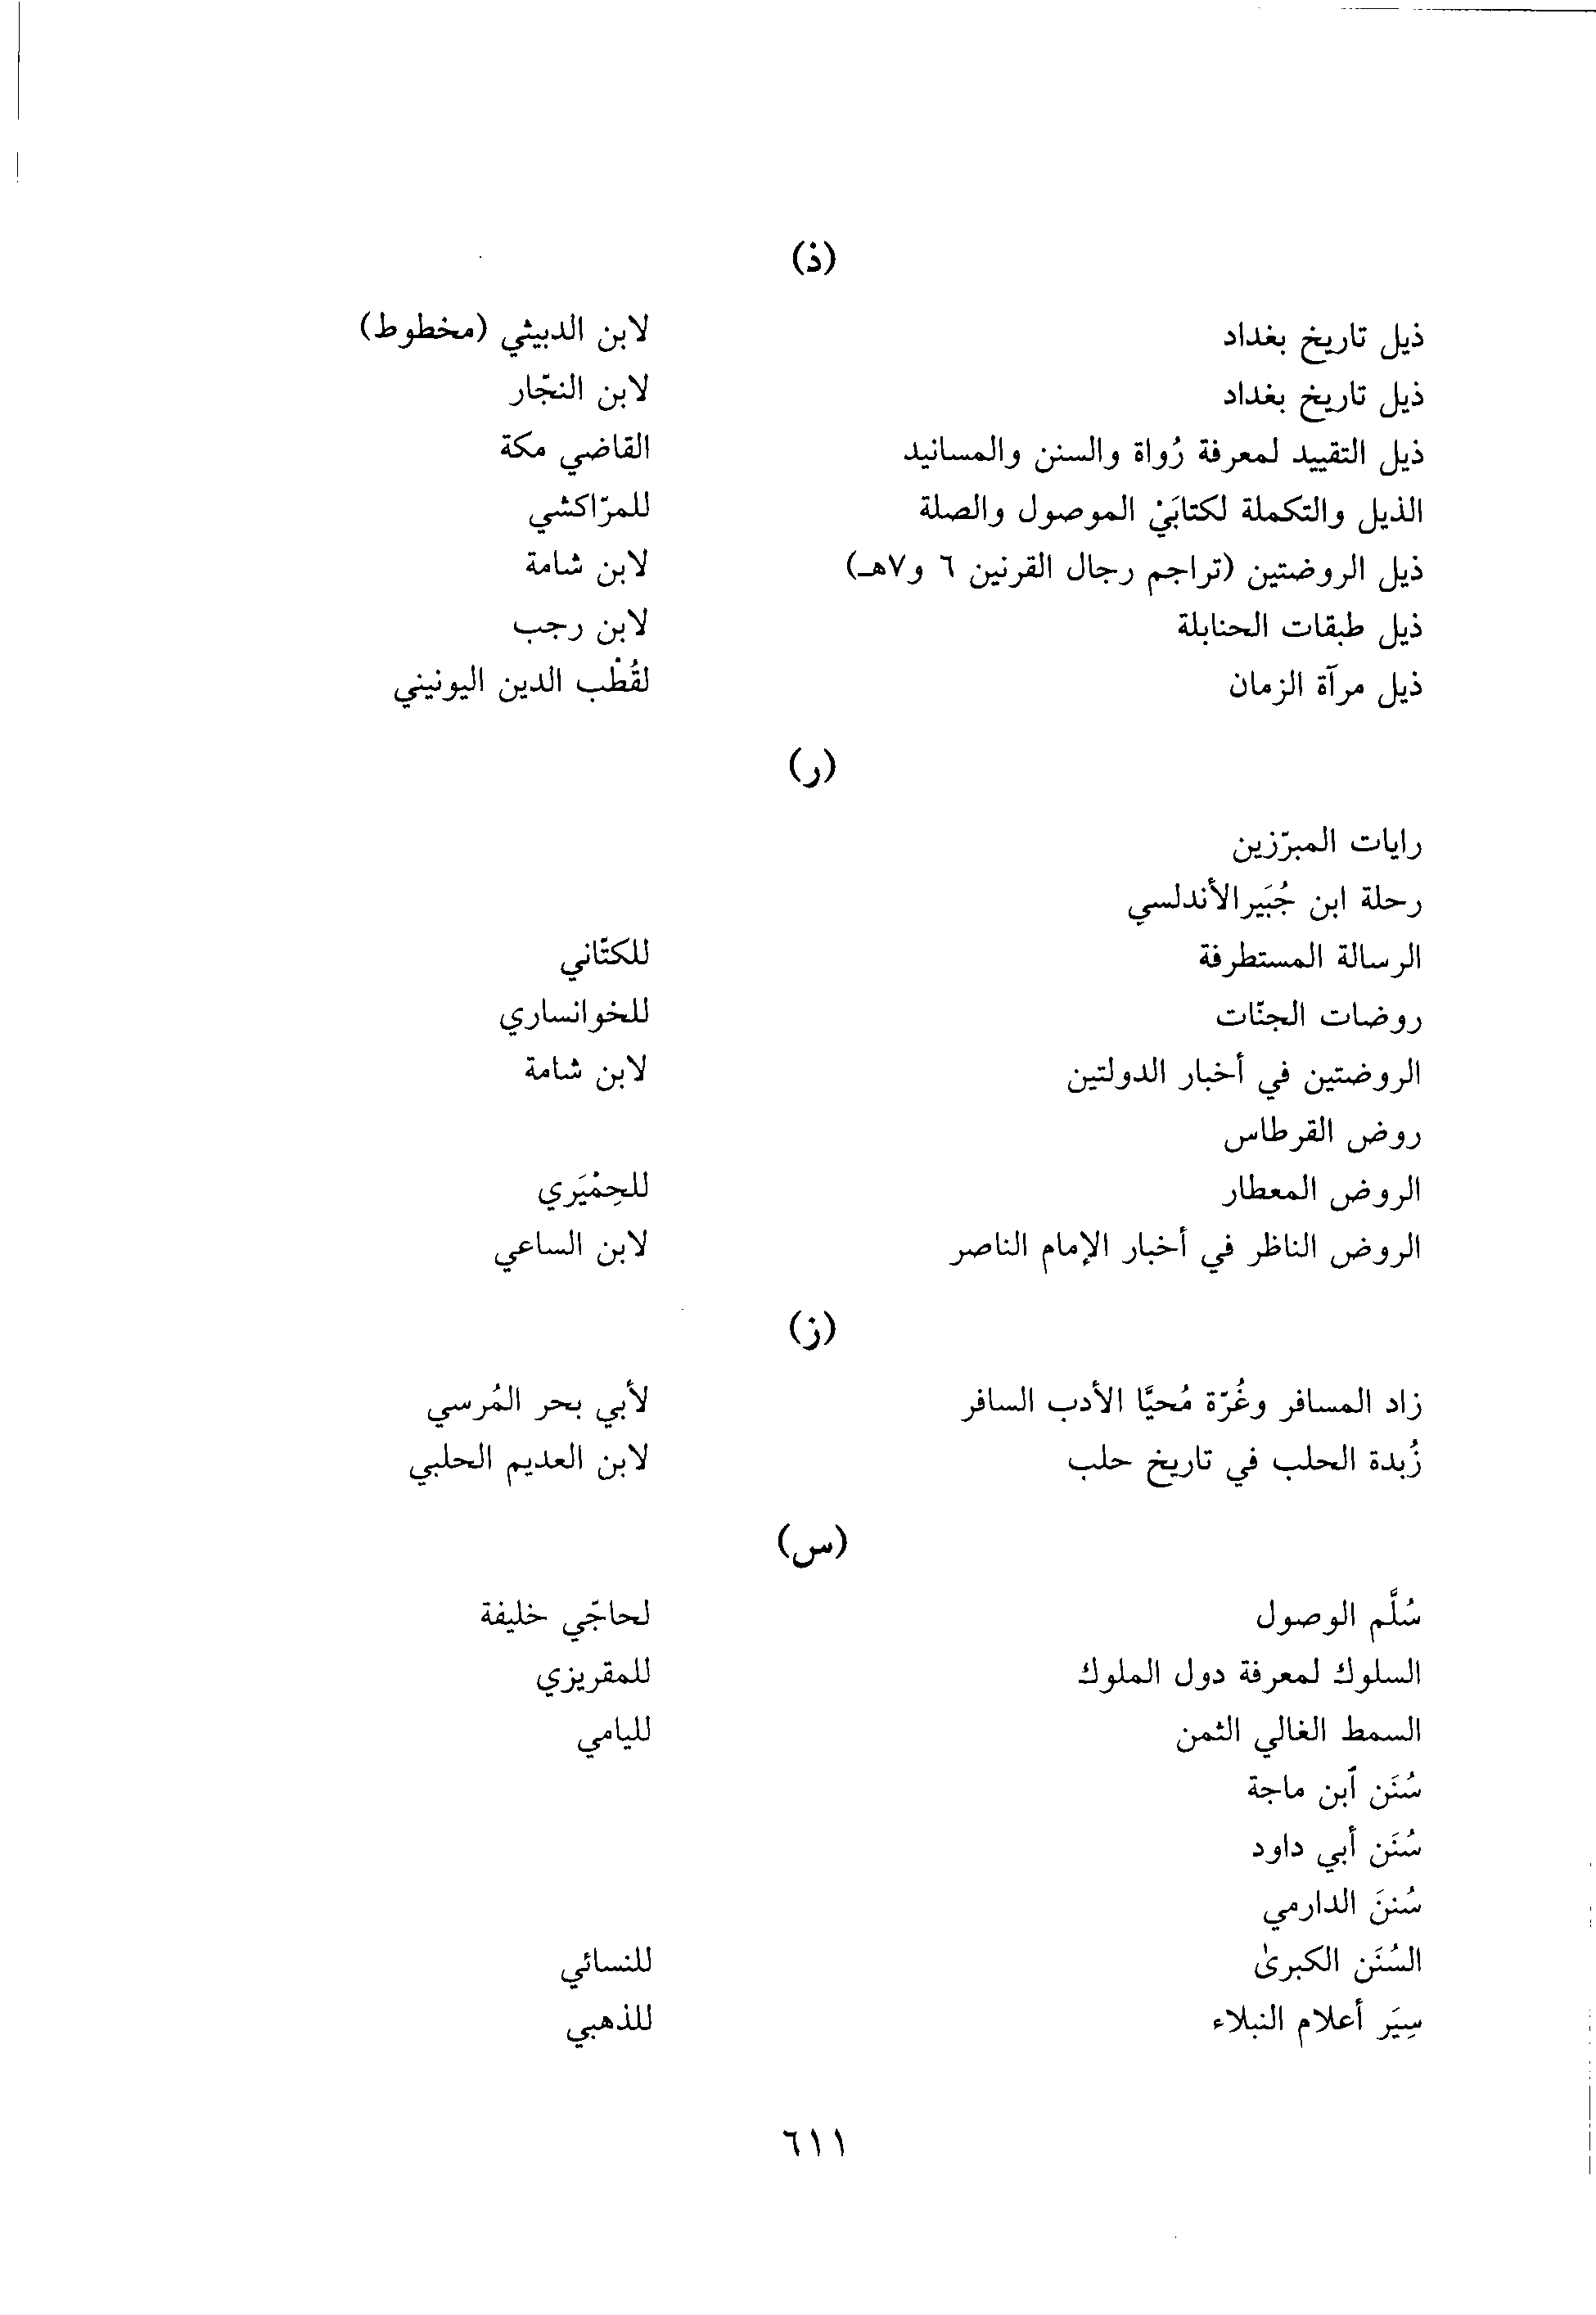 (ذ)
ذيل تاريخ بغداد لابن الدبيثي (مخطوط)
ذيل تاريخ بغداد لابن النجّار
ذيل التقييد لمعرفة رُواة والسنن والمسانيد القاضي مكة
الذيل والتكملة لكتابَيْ الموصول والصلة للمرّاكشي
ذيل الروضتين (تراجم رجال القرنين ٦ و٧هـ) لابن شامة
ذيل طبقات الحنابلة لابن رجب
ذيل مرآة الزمان لقُطْب الدين اليونيني
(ر)
رايات المبرّزين
رحلة ابن جُبَيرالأندلسي
الرسالة المستطرفة للكتّاني
روضات الجنّات للخوانساري
الروضتين في أخبار الدولتين لابن شامة
روض القرطاس
الروض المعطار للحِمْيَري
الروض الناظر في أخبار الإمام الناصر لابن الساعي
(ز)
زاد المسافر وغُرّة مُحيَّا الأدب السافر لأبي بحر المُرسي
زُبدة الحلب في تاريخ حلب لابن العديم الحلبي
(س)
سُلَّم الوصول لحاجّي خليفة
السلوك لمعرفة دول الملوك للمقريزي
السمط الغالي الثمن لليامي
سُنَن ٱبن ماجة
سُنَن أبي داود
سُننَ الدارمي
السُنَن الكبرىٰ للنسائي
سِيَر أعلام النبلاء للذهبي
٦١١